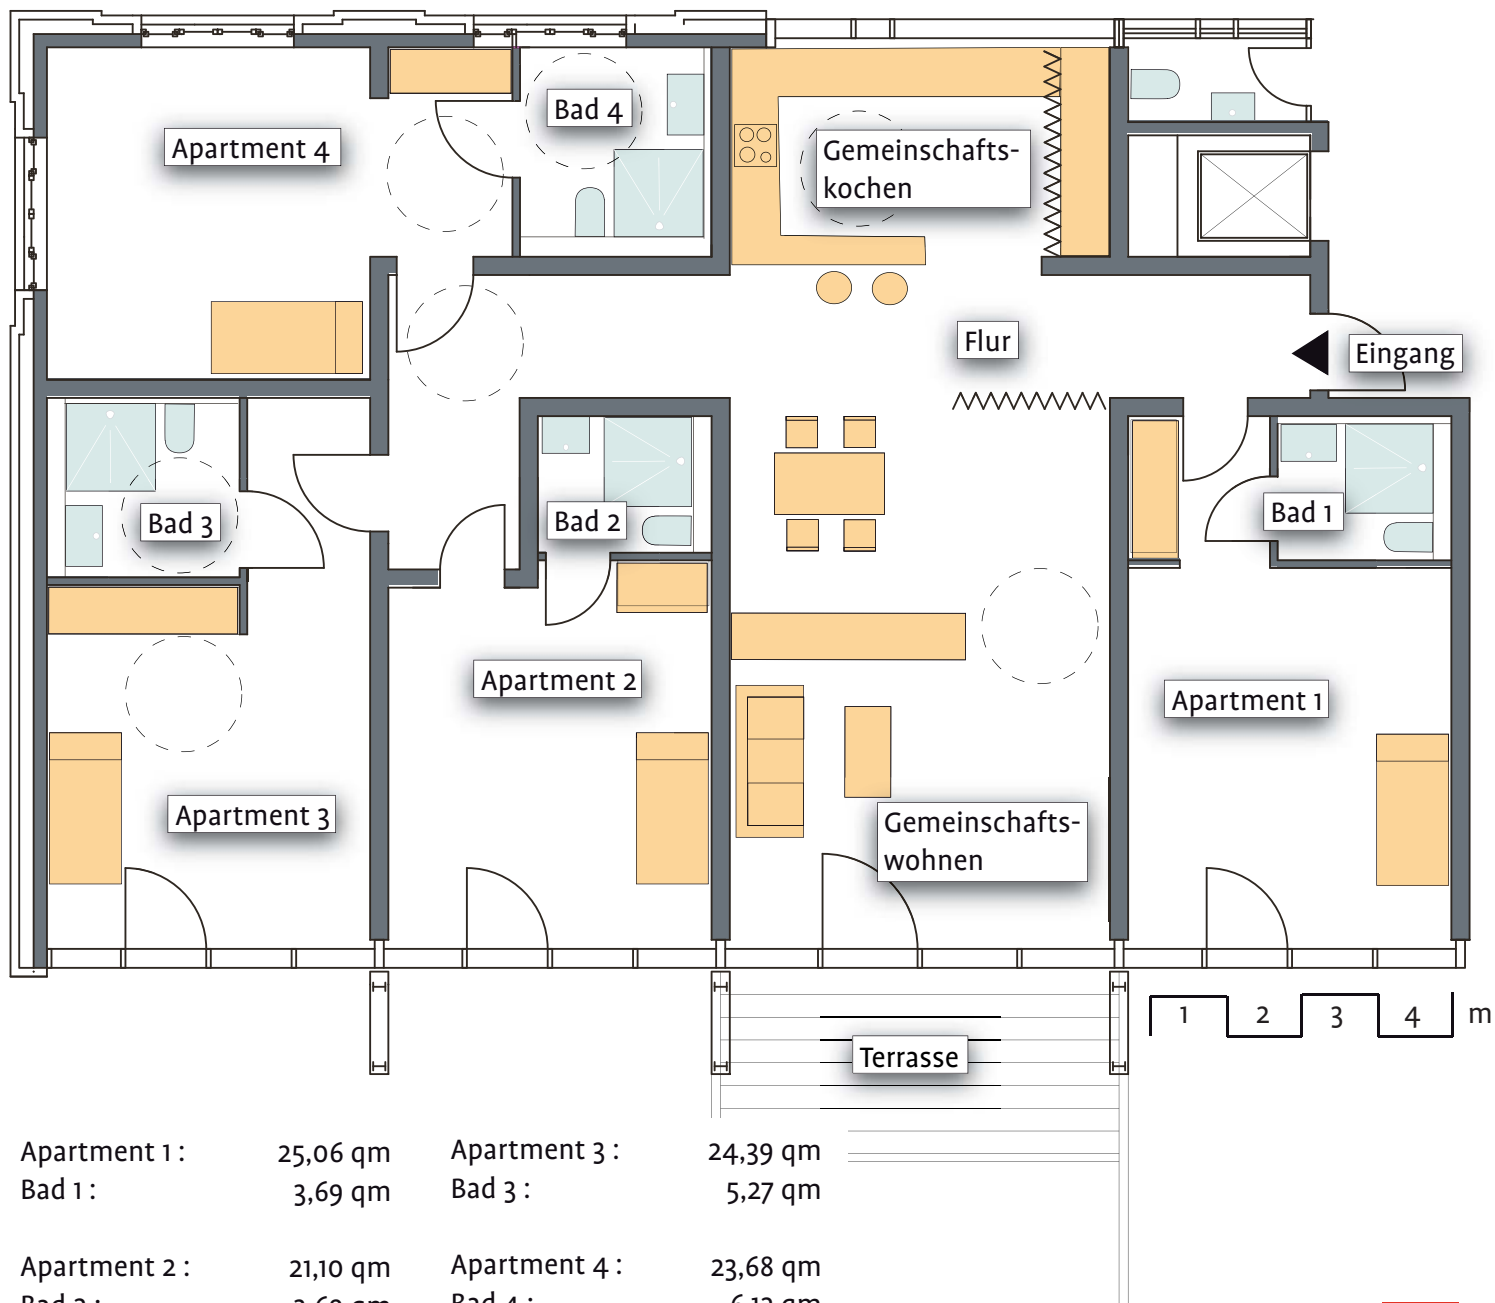 Apartment 4
Bad 4
Gemeinschafts-
kochen
Flur
Eingang
Bad 3
Bad 2
Bad 1
Apartment 2
Apartment 1
Apartment 3
Gemeinschafts-
wohnen
Terrasse
1 2 3 4 m
Apartment 1 : 25,06 qm
Bad 1 : 3,69 qm
Apartment 2 : 21,10 qm
Apartment 3 : 24,39 qm
Bad 3 : 5,27 qm
Apartment 4 : 23,68 qm
Bad 4 :